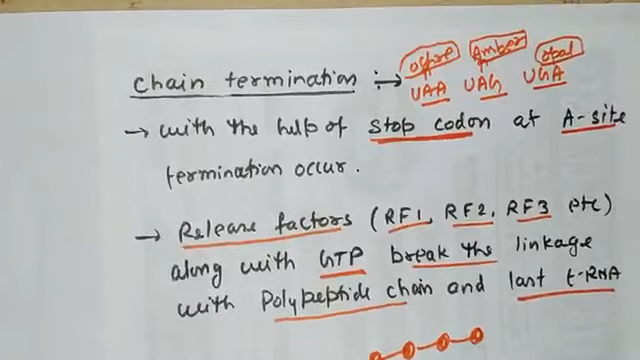 ochre Amber opal
Chain termination :→ UAA UAG UGA
→ with the help of stop codon at A-site
termination occur.
→ Release factors (RF1, RF2, RF3 etc)
along with GTP break the linkage
with Polypeptide chain and last t-RNA